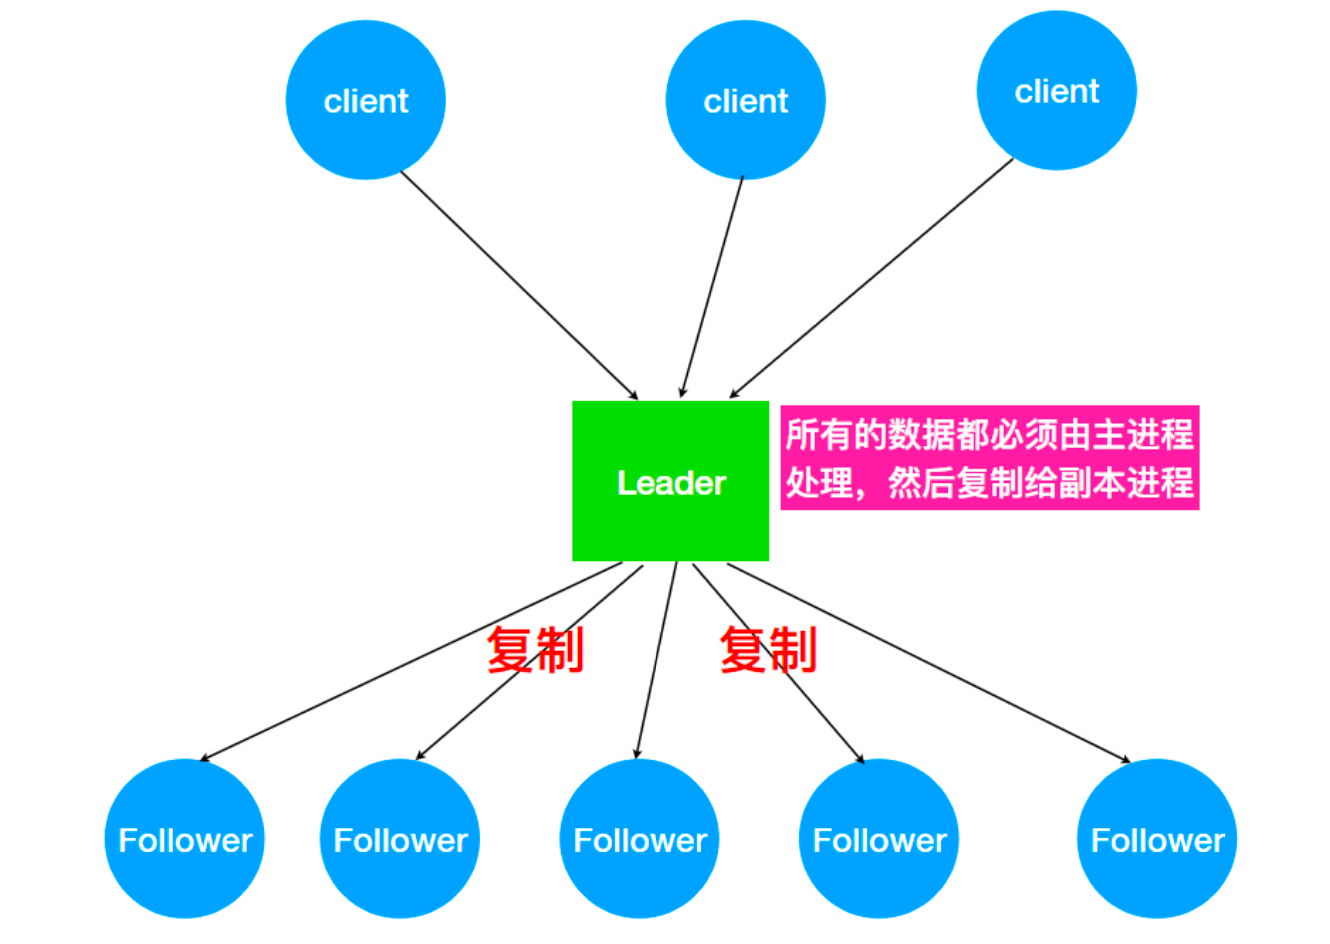 client
client
client
Leader
所有的数据都必须由主进程
处理，然后复制给副本进程
复制
复制
Follower
Follower
Follower
Follower
Follower